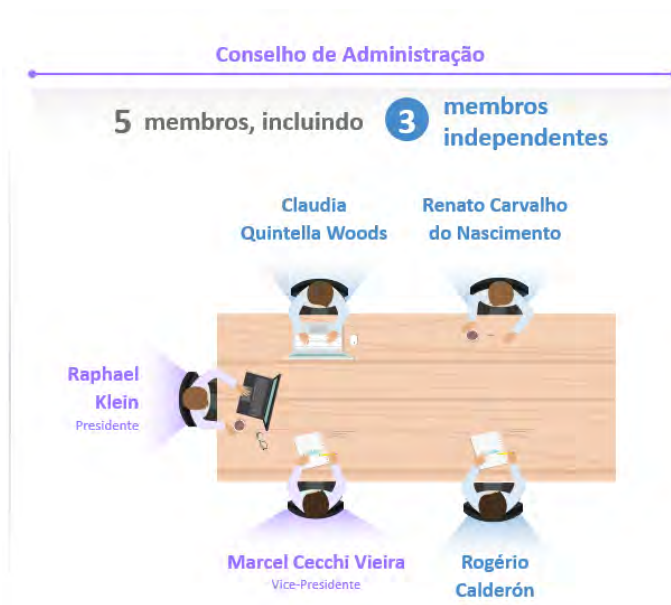 Conselho de Administração
5 membros, incluindo 3 membros
independentes
Claudia
Quintella Woods
Renato Carvalho
do Nascimento
Raphael
Klein
Presidente
Marcel Cecchi Vieira
Vice-Presidente
Rogério
Calderón